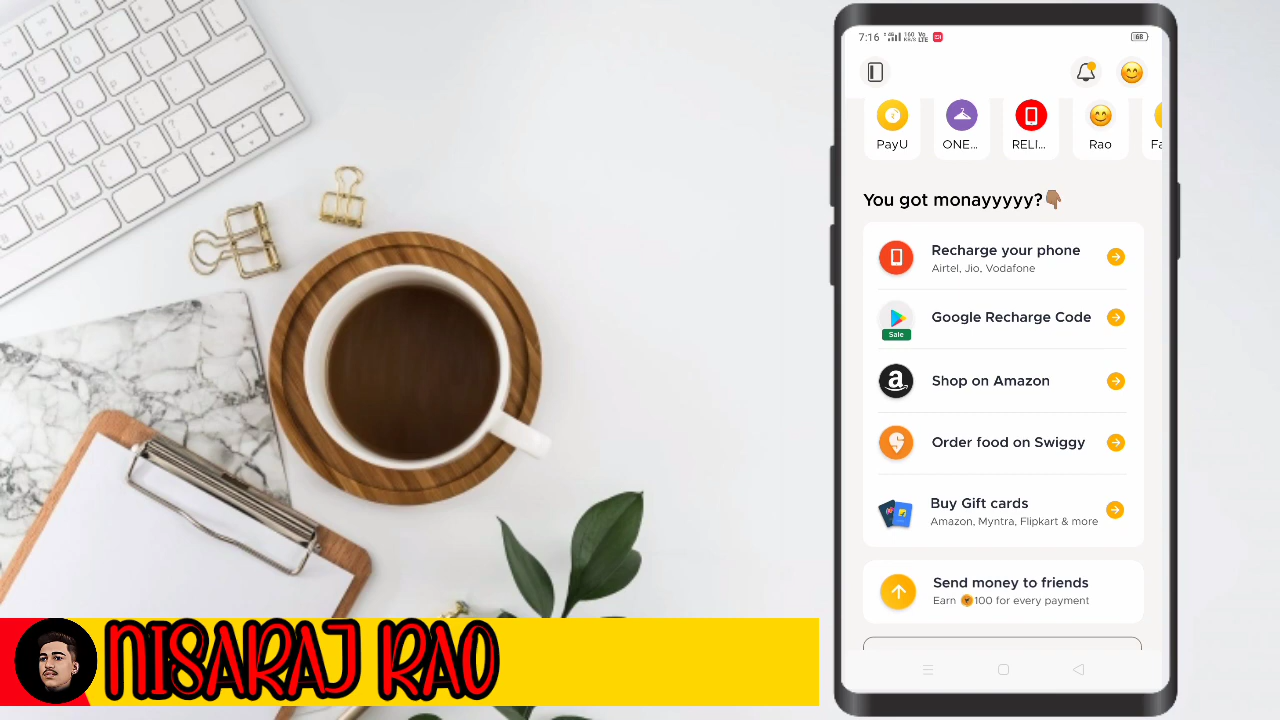 7:16
68
PayU
ONE...
RELI...
Rao
Fa
You got monayyyyy?👇🏽
Recharge your phone
Airtel, Jio, Vodafone
Google Recharge Code
Sale
Shop on Amazon
Order food on Swiggy
Buy Gift cards
Amazon, Myntra, Flipkart & more
Send money to friends
Earn 100 for every payment
NISARAJ RAO